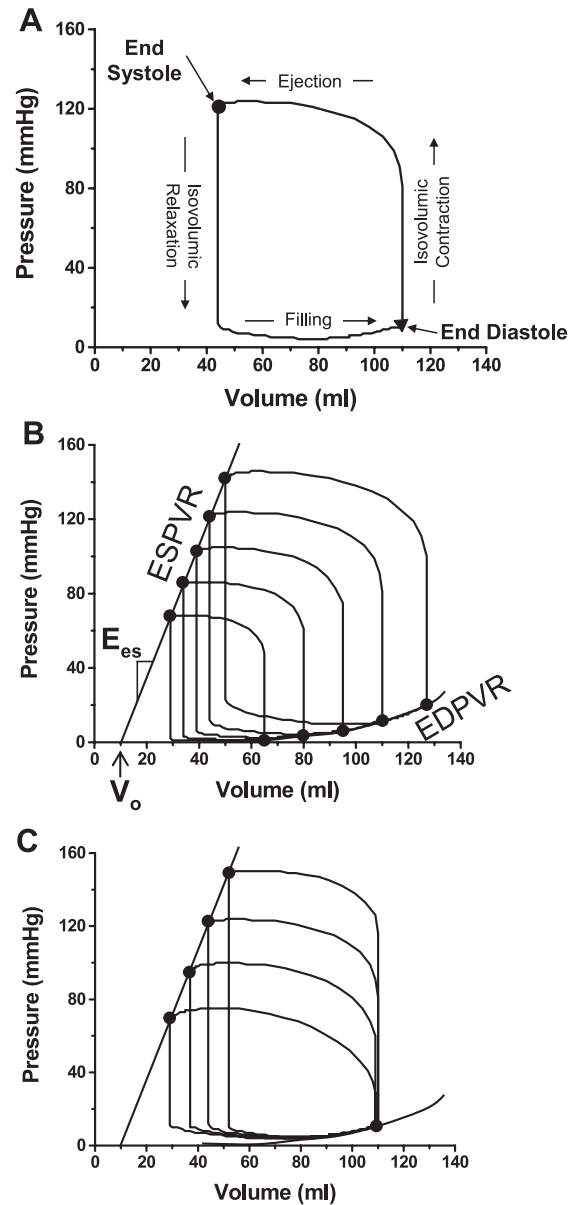 A
End
Systole
Ejection
Isovolumic
Relaxation
Isovolumic
Contraction
Filling
End Diastole
Pressure (mmHg)
160
120
80
40
0
0 20 40 60 80 100 120 140
Volume (ml)
B
ESPVR
Ees
EDPVR
Vo
Pressure (mmHg)
160
120
80
40
0
0 20 40 60 80 100 120 140
Volume (ml)
C
Pressure (mmHg)
160
120
80
40
0
0 20 40 60 80 100 120 140
Volume (ml)